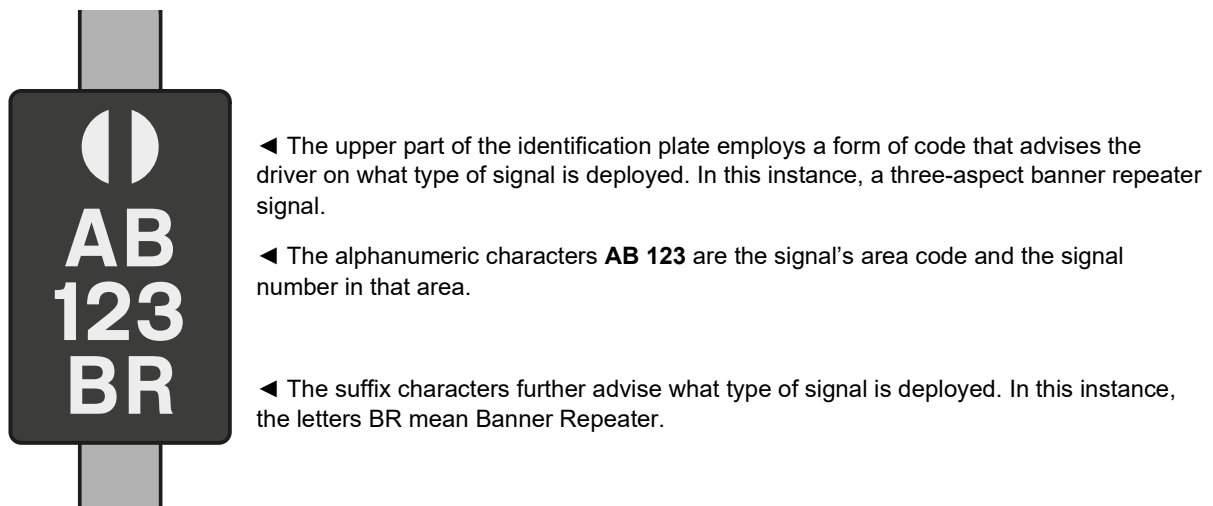 AB
123
BR
◄ The upper part of the identification plate employs a form of code that advises the
driver on what type of signal is deployed. In this instance, a three-aspect banner repeater
signal.
◄ The alphanumeric characters AB 123 are the signal’s area code and the signal
number in that area.
◄ The suffix characters further advise what type of signal is deployed. In this instance,
the letters BR mean Banner Repeater.